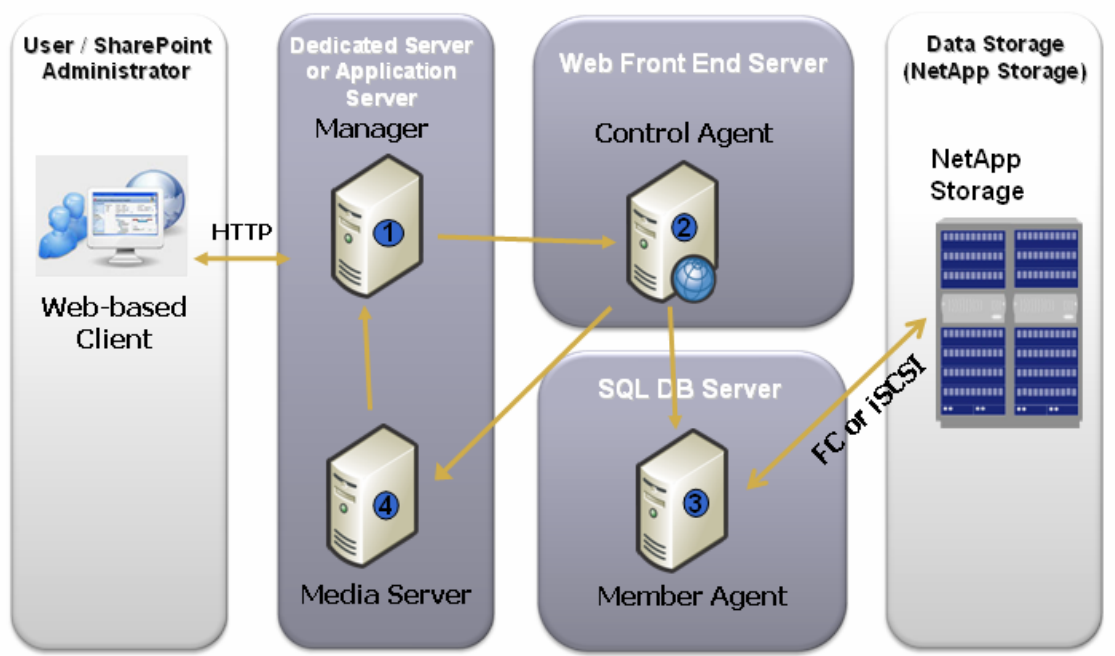 User / SharePoint
Administrator
HTTP
Web-based
Client
Dedicated Server
or Application
Server
Manager
1
4
Media Server
Web Front End Server
Control Agent
2
SQL DB Server
3
Member Agent
FC or iSCSI
Data Storage
(NetApp Storage)
NetApp
Storage